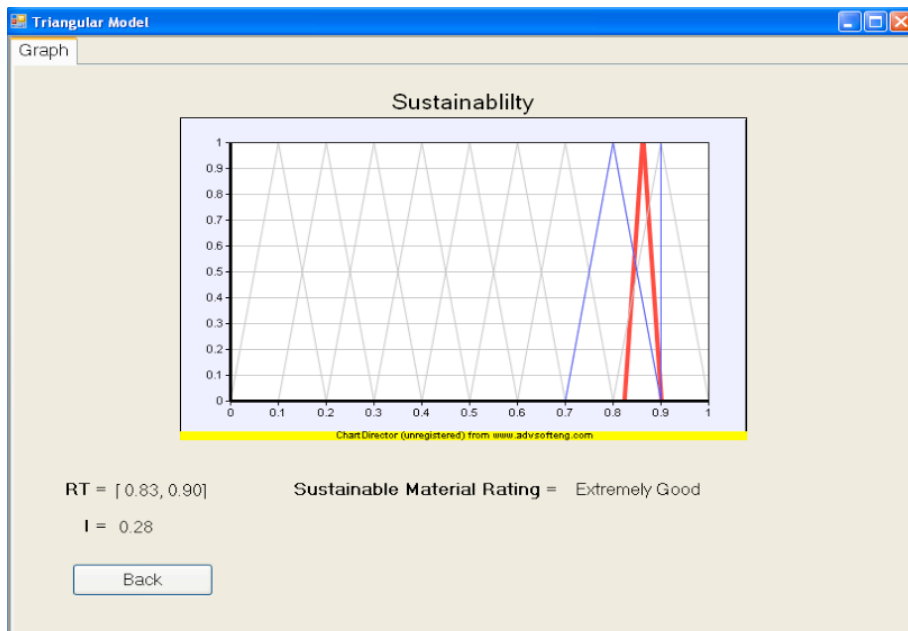 Triangular Model
Graph
Sustainablilty
1
0.9
0.8
0.7
0.6
0.5
0.4
0.3
0.2
0.1
0
0 0.1 0.2 0.3 0.4 0.5 0.6 0.7 0.8 0.9 1
ChartDirector (unregistered) from www.advsofteng.com
RT = [ 0.83, 0.90] Sustainable Material Rating = Extremely Good
I = 0.28
Back